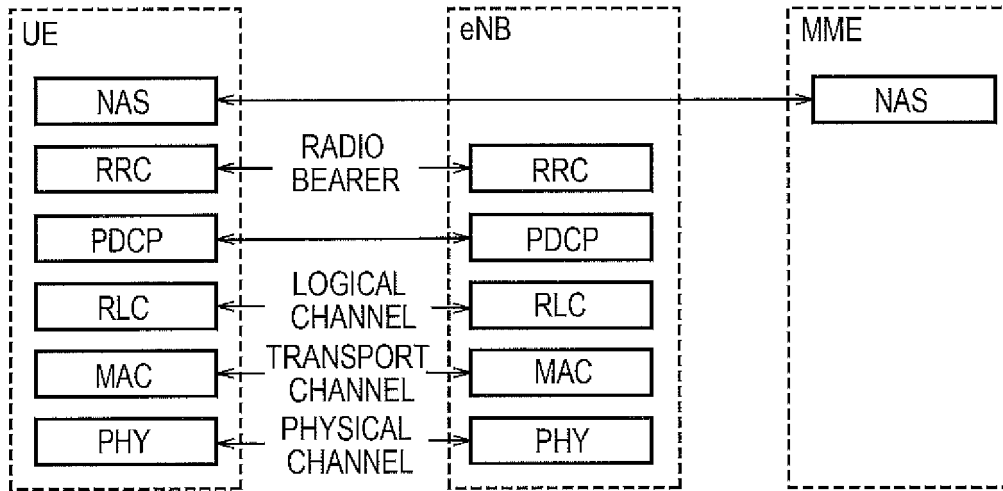 UE
eNB
MME
NAS
NAS
RRC
RADIO
BEARER
RRC
PDCP
PDCP
RLC
LOGICAL
CHANNEL
RLC
MAC
TRANSPORT
CHANNEL
MAC
PHY
PHYSICAL
CHANNEL
PHY